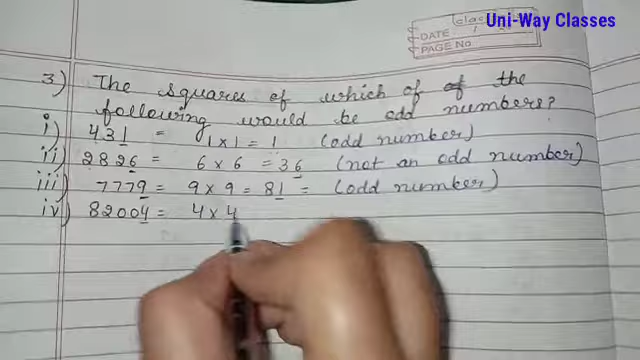 Uni-Way Classes
DATE
PAGE No
3) The squares of which of of the
following would be odd numbers?
i) 431 = 1 x 1 = 1 (odd number)
ii) 2826 = 6 x 6 = 36 (not an odd number)
iii) 7779 = 9 x 9 = 81 = (odd number)
iv) 82004 = 4 x 4